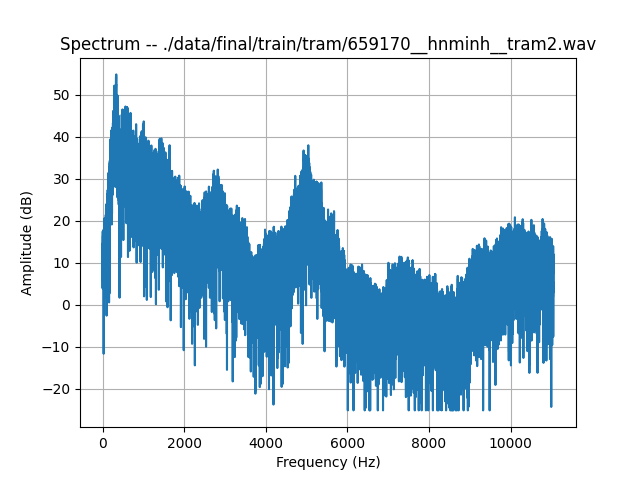 Spectrum -- ./data/final/train/tram/659170__hnminh__tram2.wav
Amplitude (dB)
50
40
30
20
10
0
−10
−20
0 2000 4000 6000 8000 10000
Frequency (Hz)